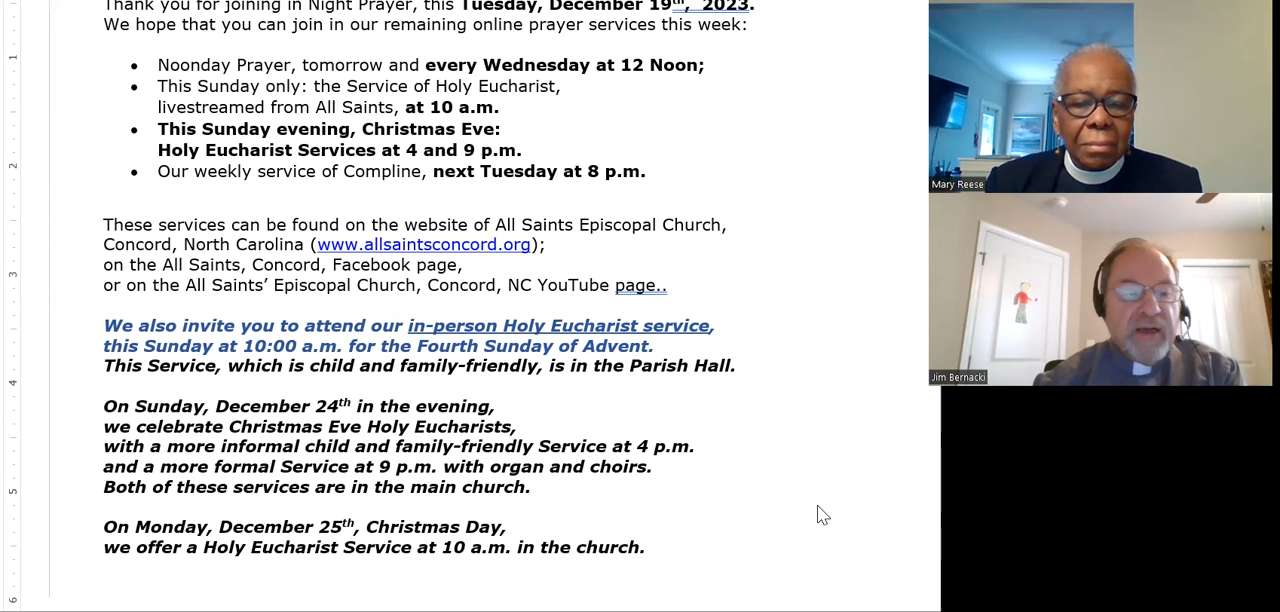 Thank you for joining in Night Prayer, this Tuesday, December 19th, 2023.
We hope that you can join in our remaining online prayer services this week:
• Noonday Prayer, tomorrow and every Wednesday at 12 Noon;
• This Sunday only: the Service of Holy Eucharist,
livestreamed from All Saints, at 10 a.m.
• This Sunday evening, Christmas Eve:
Holy Eucharist Services at 4 and 9 p.m.
• Our weekly service of Compline, next Tuesday at 8 p.m.
These services can be found on the website of All Saints Episcopal Church,
Concord, North Carolina (www.allsaintsconcord.org);
on the All Saints, Concord, Facebook page,
or on the All Saints’ Episcopal Church, Concord, NC YouTube page..
We also invite you to attend our in-person Holy Eucharist service,
this Sunday at 10:00 a.m. for the Fourth Sunday of Advent.
This Service, which is child and family-friendly, is in the Parish Hall.
On Sunday, December 24th in the evening,
we celebrate Christmas Eve Holy Eucharists,
with a more informal child and family-friendly Service at 4 p.m.
and a more formal Service at 9 p.m. with organ and choirs.
Both of these services are in the main church.
On Monday, December 25th, Christmas Day,
we offer a Holy Eucharist Service at 10 a.m. in the church.
1
2
3
4
5
6
Mary Reese
Jim Bernacki